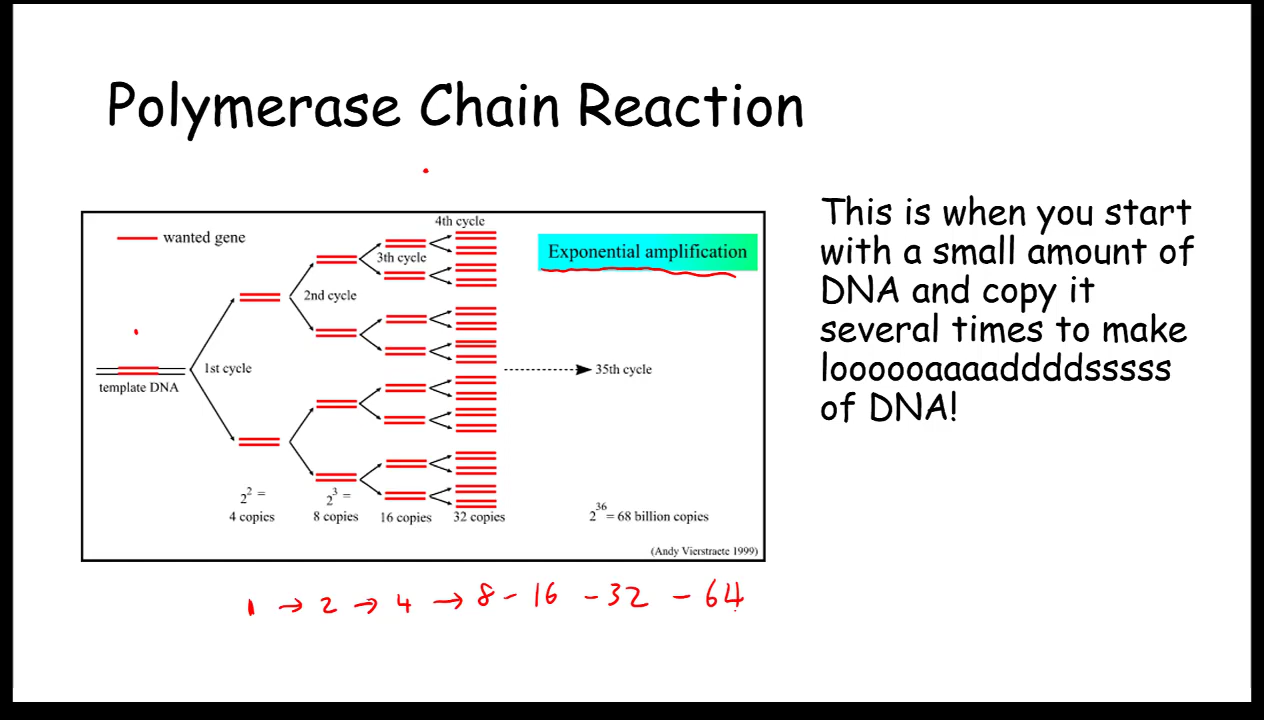 Polymerase Chain Reaction
wanted gene
4th cycle
3th cycle
Exponential amplification
2nd cycle
1st cycle
35th cycle
template DNA
2² =
4 copies
2³ =
8 copies
16 copies
32 copies
2³⁶ = 68 billion copies
(Andy Vierstraete 1999)
This is when you start
with a small amount of
DNA and copy it
several times to make
loooooaaaaddddsssss
of DNA!
1 → 2 → 4 → 8 - 16 - 32 - 64